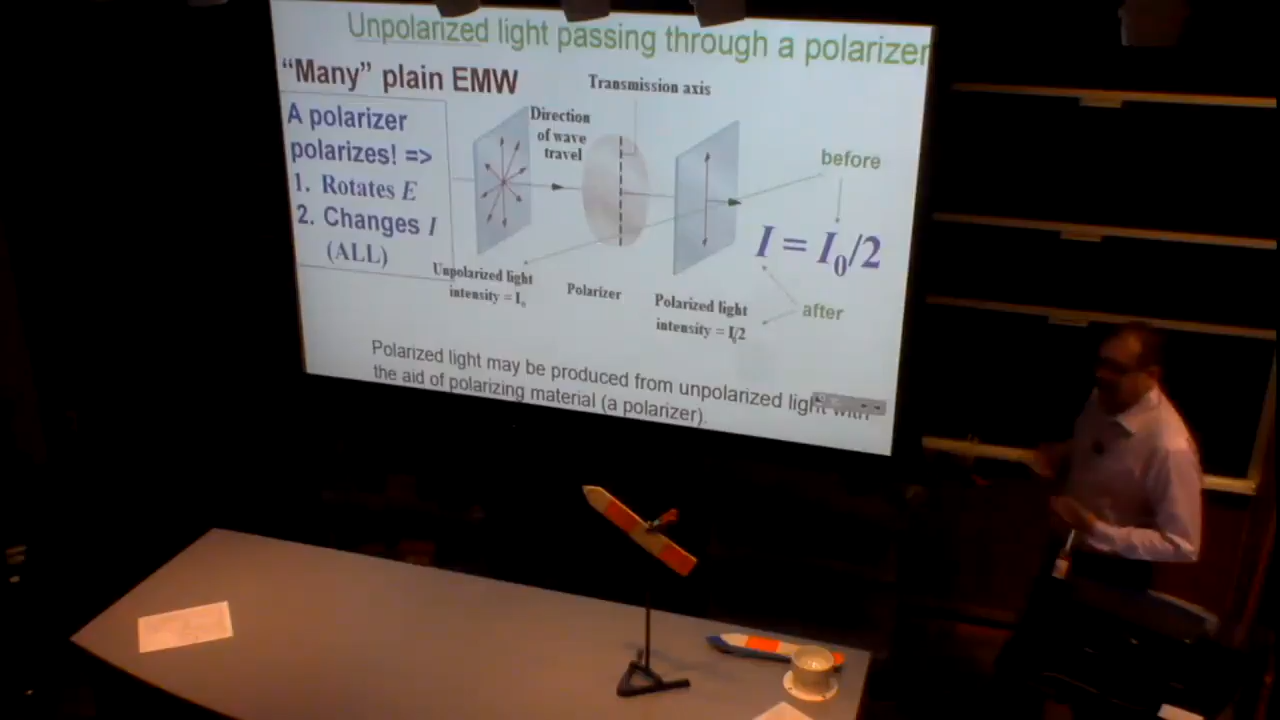 Unpolarized light passing through a polarizer
"Many" plain EMW
Transmission axis
A polarizer
polarizes! =>
1. Rotates E
2. Changes I
(ALL)
Direction
of wave
travel
before
I = I₀/2
Unpolarized light
intensity = I₀
Polarizer
Polarized light
intensity = I₀/2
after
Polarized light may be produced from unpolarized light with
the aid of polarizing material (a polarizer).